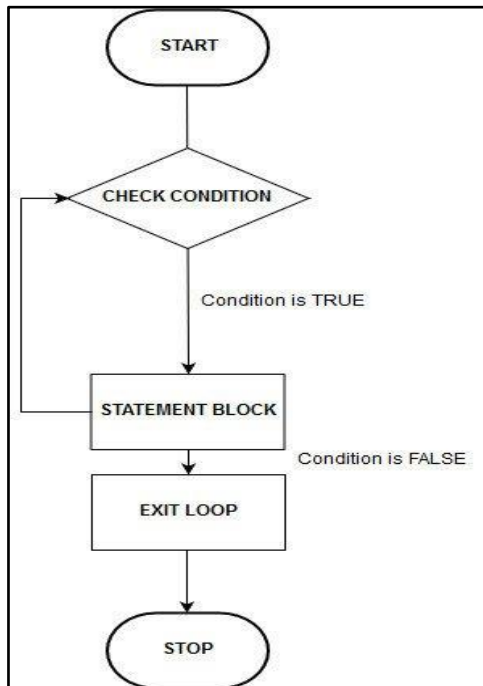 START
CHECK CONDITION
Condition is TRUE
STATEMENT BLOCK
Condition is FALSE
EXIT LOOP
STOP